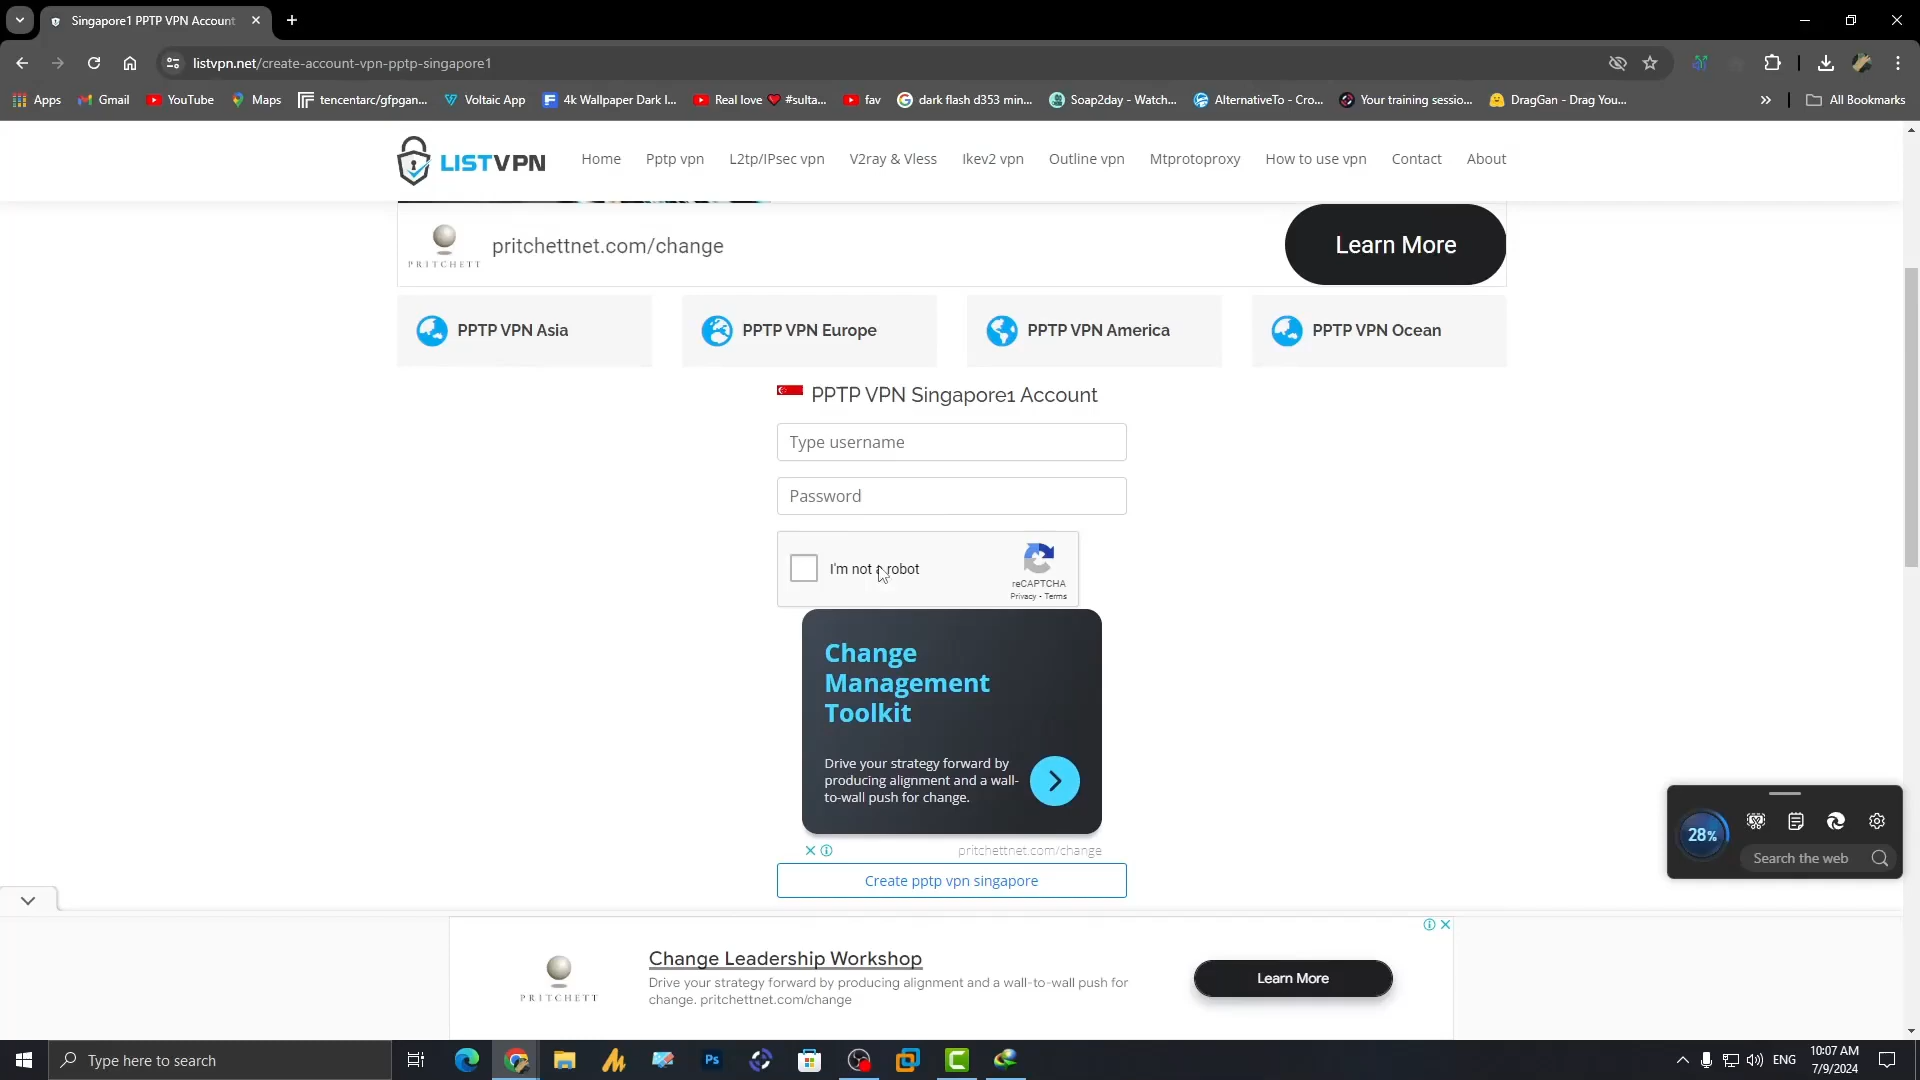 Singapore1 PPTP VPN Account
listvpn.net/create-account-vpn-pptp-singapore1
Apps
Gmail
YouTube
Maps
tencentarc/gfpgan...
Voltaic App
4k Wallpaper Dark I...
Real love ❤ #sulta...
fav
dark flash d353 min...
Soap2day - Watch...
AlternativeTo - Cro...
Your training sessio...
DragGan - Drag You...
All Bookmarks
LISTVPN
Home
Pptp vpn
L2tp/IPsec vpn
V2ray & Vless
Ikev2 vpn
Outline vpn
Mtprotoproxy
How to use vpn
Contact
About
PRITCHETT
pritchettnet.com/change
Learn More
PPTP VPN Asia
PPTP VPN Europe
PPTP VPN America
PPTP VPN Ocean
PPTP VPN Singapore1 Account
Type username
Password
I'm not a robot
reCAPTCHA
Privacy - Terms
Change
Management
Toolkit
Drive your strategy forward by
producing alignment and a wall-
to-wall push for change.
pritchettnet.com/change
Create pptp vpn singapore
28%
Search the web
PRITCHETT
Change Leadership Workshop
Drive your strategy forward by producing alignment and a wall-to-wall push for
change. pritchettnet.com/change
Learn More
Type here to search
Ps
ENG
10:07 AM
7/9/2024